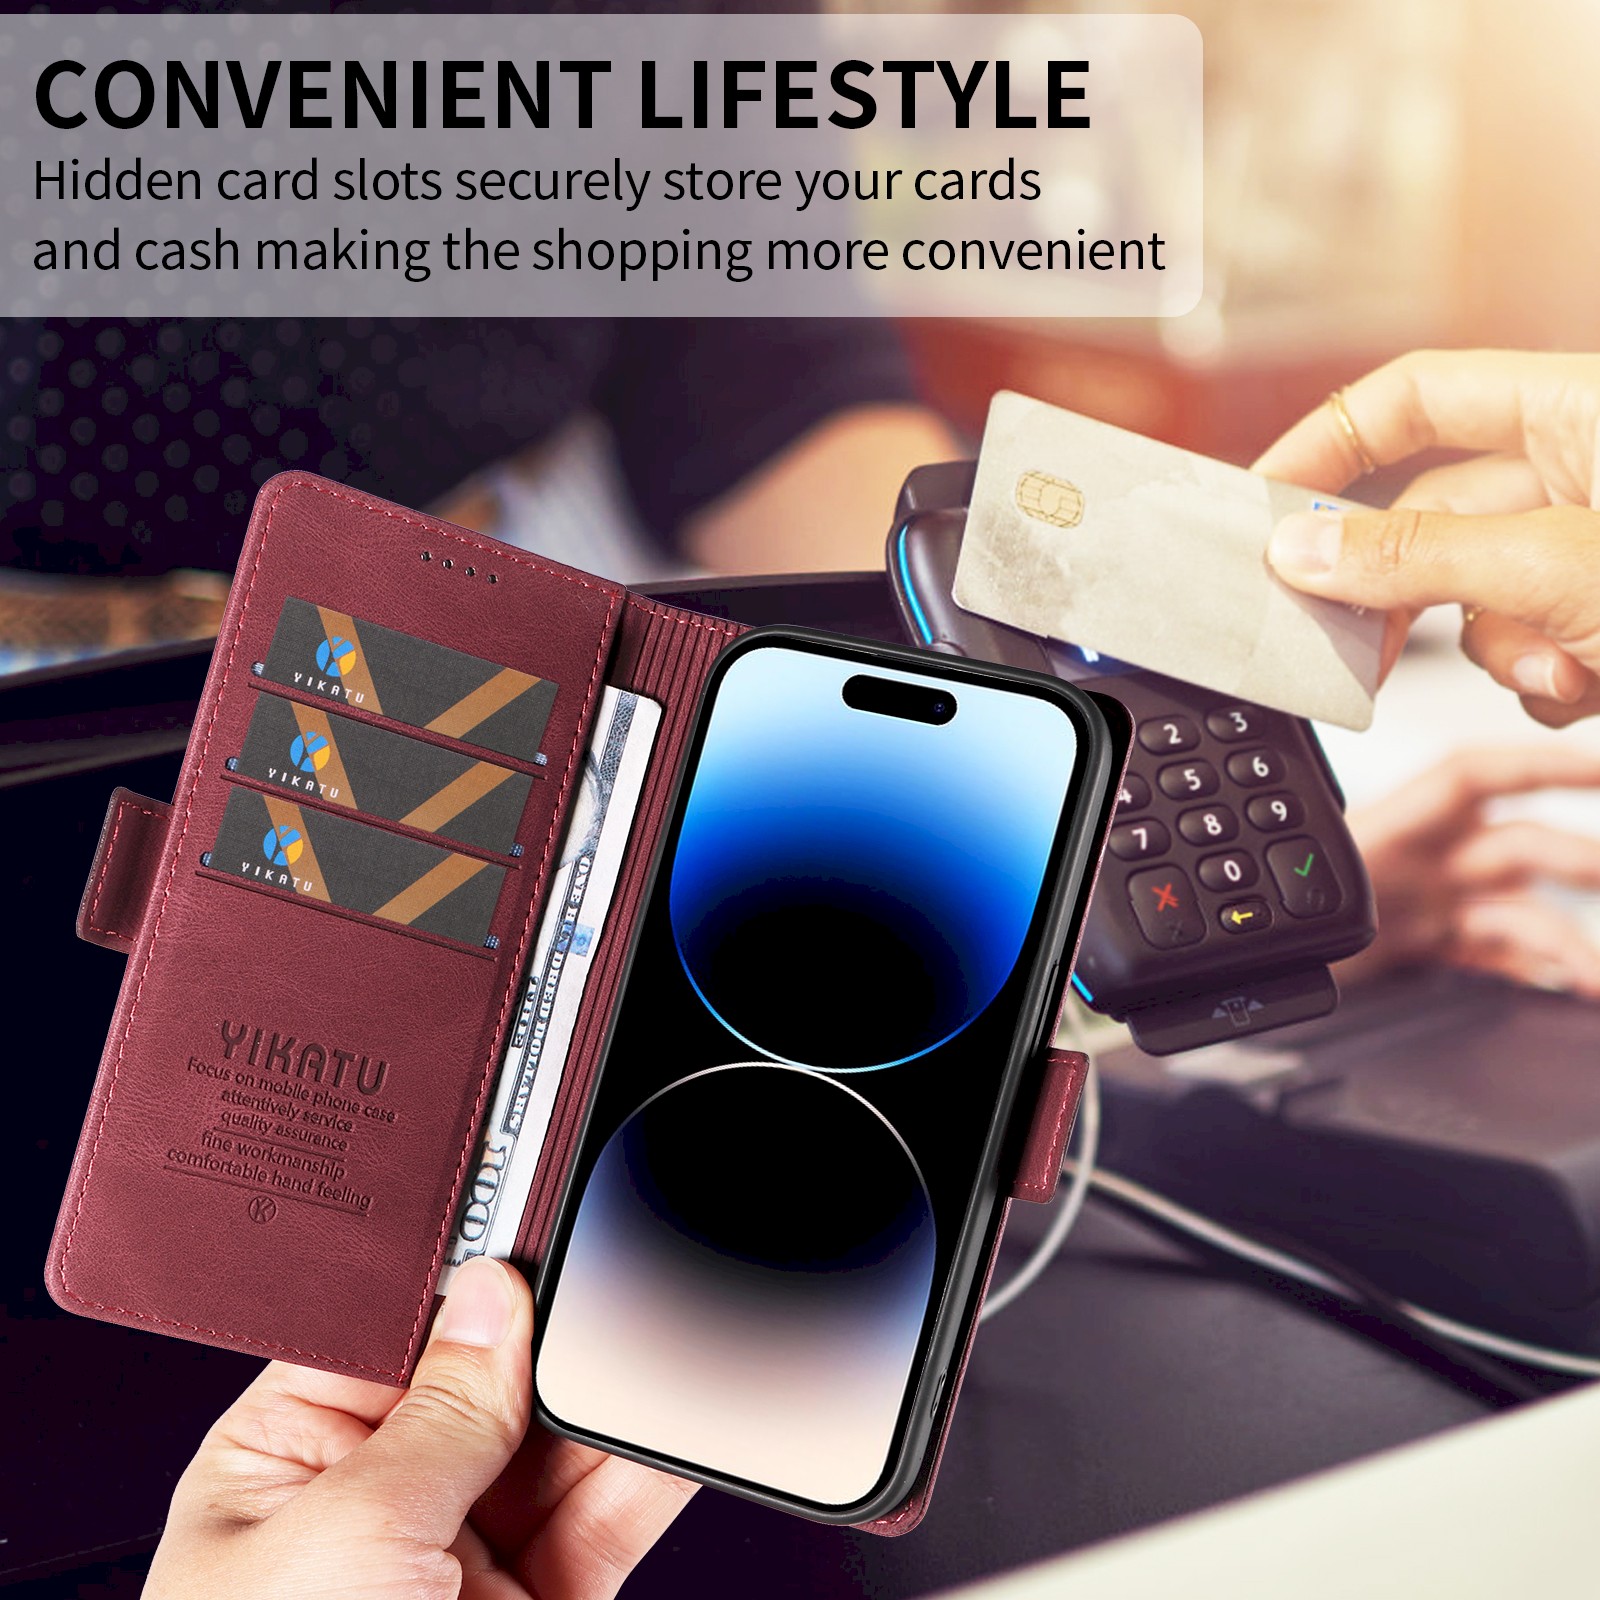 CONVENIENT LIFESTYLE
Hidden card slots securely store your cards
and cash making the shopping more convenient
YIKATU
YIKATU
YIKATU
YIKATU
Focus on mobile phone case
attentively service
quality assurance
fine workmanship
comfortable hand feeling
K
100
2 3
4 5 6
7 8 9
0